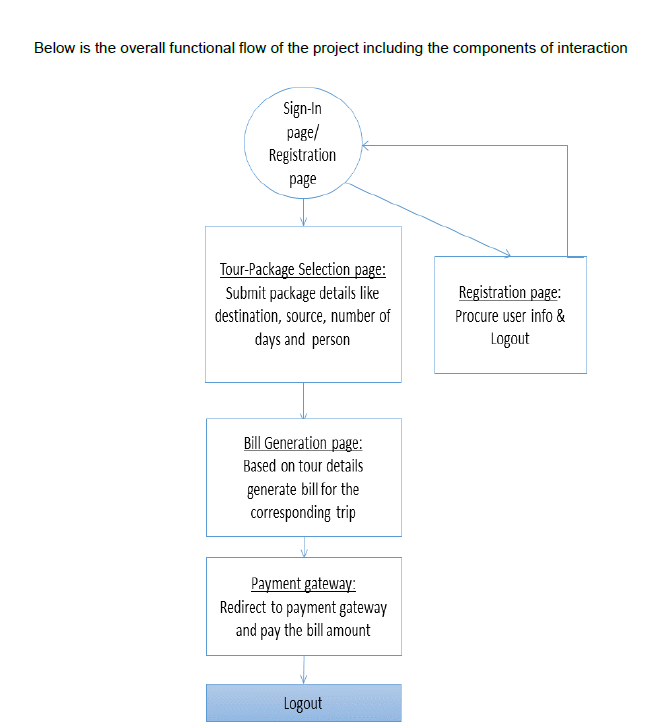 Below is the overall functional flow of the project including the components of interaction
Sign-In
page/
Registration
page
Tour-Package Selection page:
Submit package details like
destination, source, number of
days and person
Registration page:
Procure user info &
Logout
Bill Generation page:
Based on tour details
generate bill for the
corresponding trip
Payment gateway:
Redirect to payment gateway
and pay the bill amount
Logout